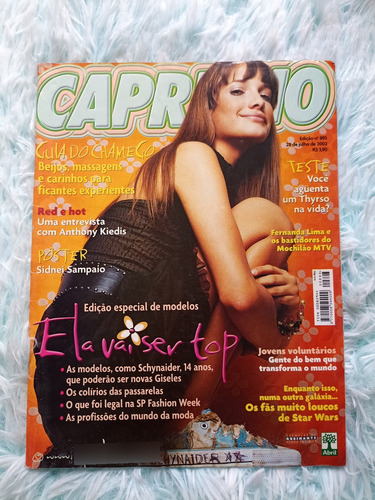 CAPRICHO
Edição nº 893
28 de julho de 2002
R$ 5,90
GUIA DO CHAMEGO
Beijos, massagens
e carinhos para
ficantes experientes
TESTE
Você
aguenta
um Thyrso
na vida?
Red e hot
Uma entrevista
com Anthony Kiedis
Fernanda Lima e
os bastidores do
Mochilão MTV
PÔSTER
Sidnei Sampaio
Edição especial de modelos
Ela vai ser top
• As modelos, como Schynaider, 14 anos,
que poderão ser novas Giseles
• Os colírios das passarelas
• O que foi legal na SP Fashion Week
• As profissões do mundo da moda
Jovens voluntários
Gente do bem que
transforma o mundo
Enquanto isso,
numa outra galáxia...
Os fãs muito loucos
de Star Wars
ASSINANTE
Abril